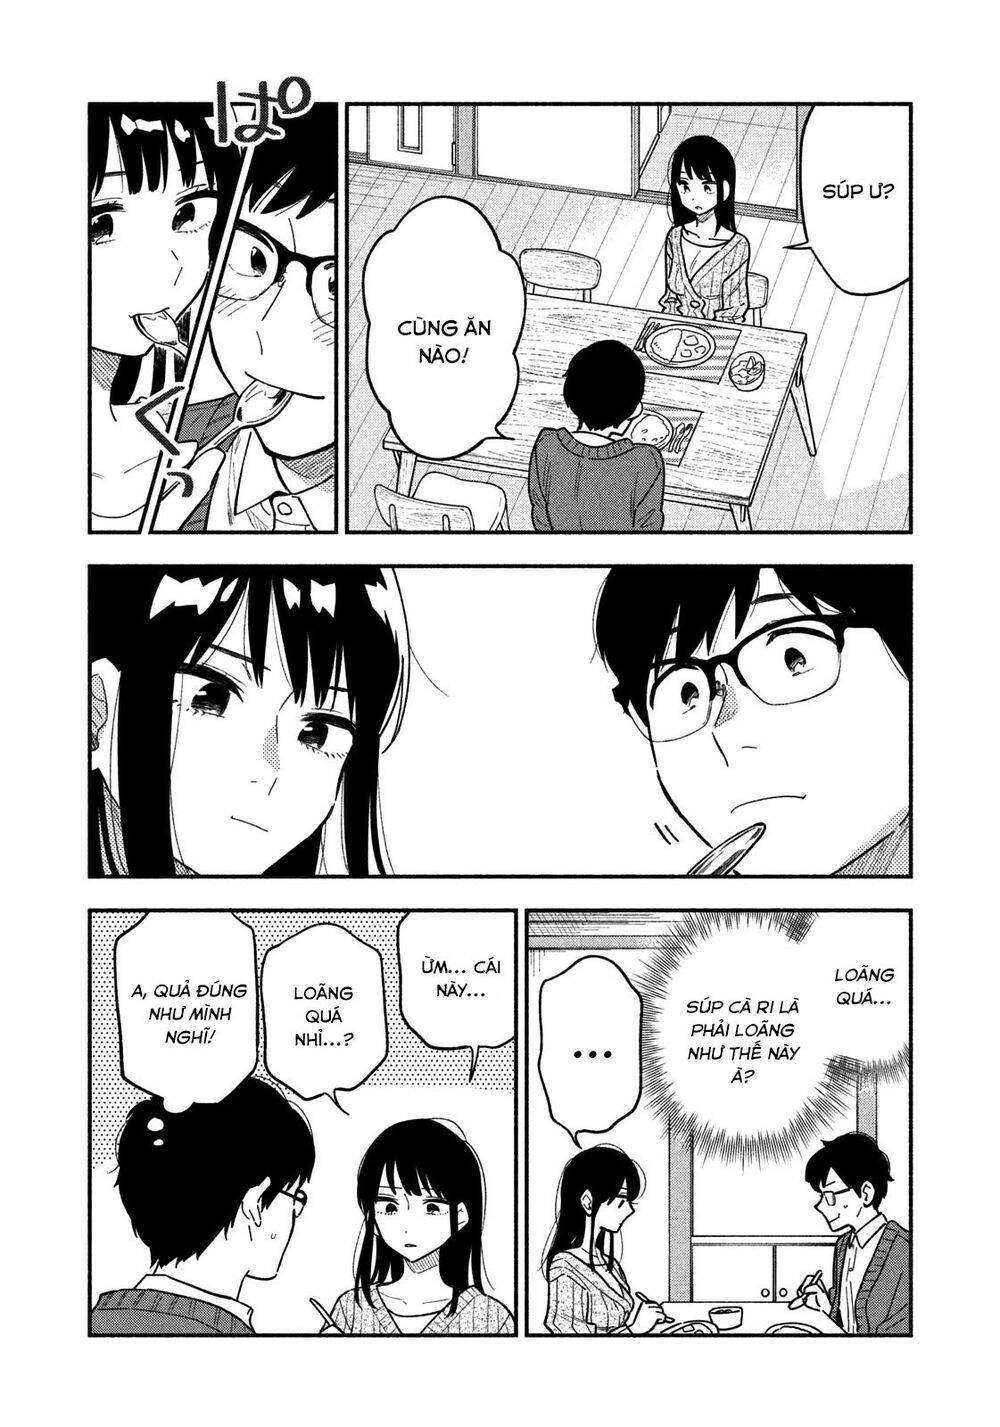 SÚP Ư?
CÙNG ĂN
NÀO!
ぱ
くっ
LOÃNG
QUÁ...
SÚP CÀ RI LÀ
PHẢI LOÃNG
NHƯ THẾ NÀY
À?
...
ỪM... CÁI
NÀY...
LOÃNG
QUÁ
NHỈ...?
A, QUẢ ĐÚNG
NHƯ MÌNH
NGHĨ!